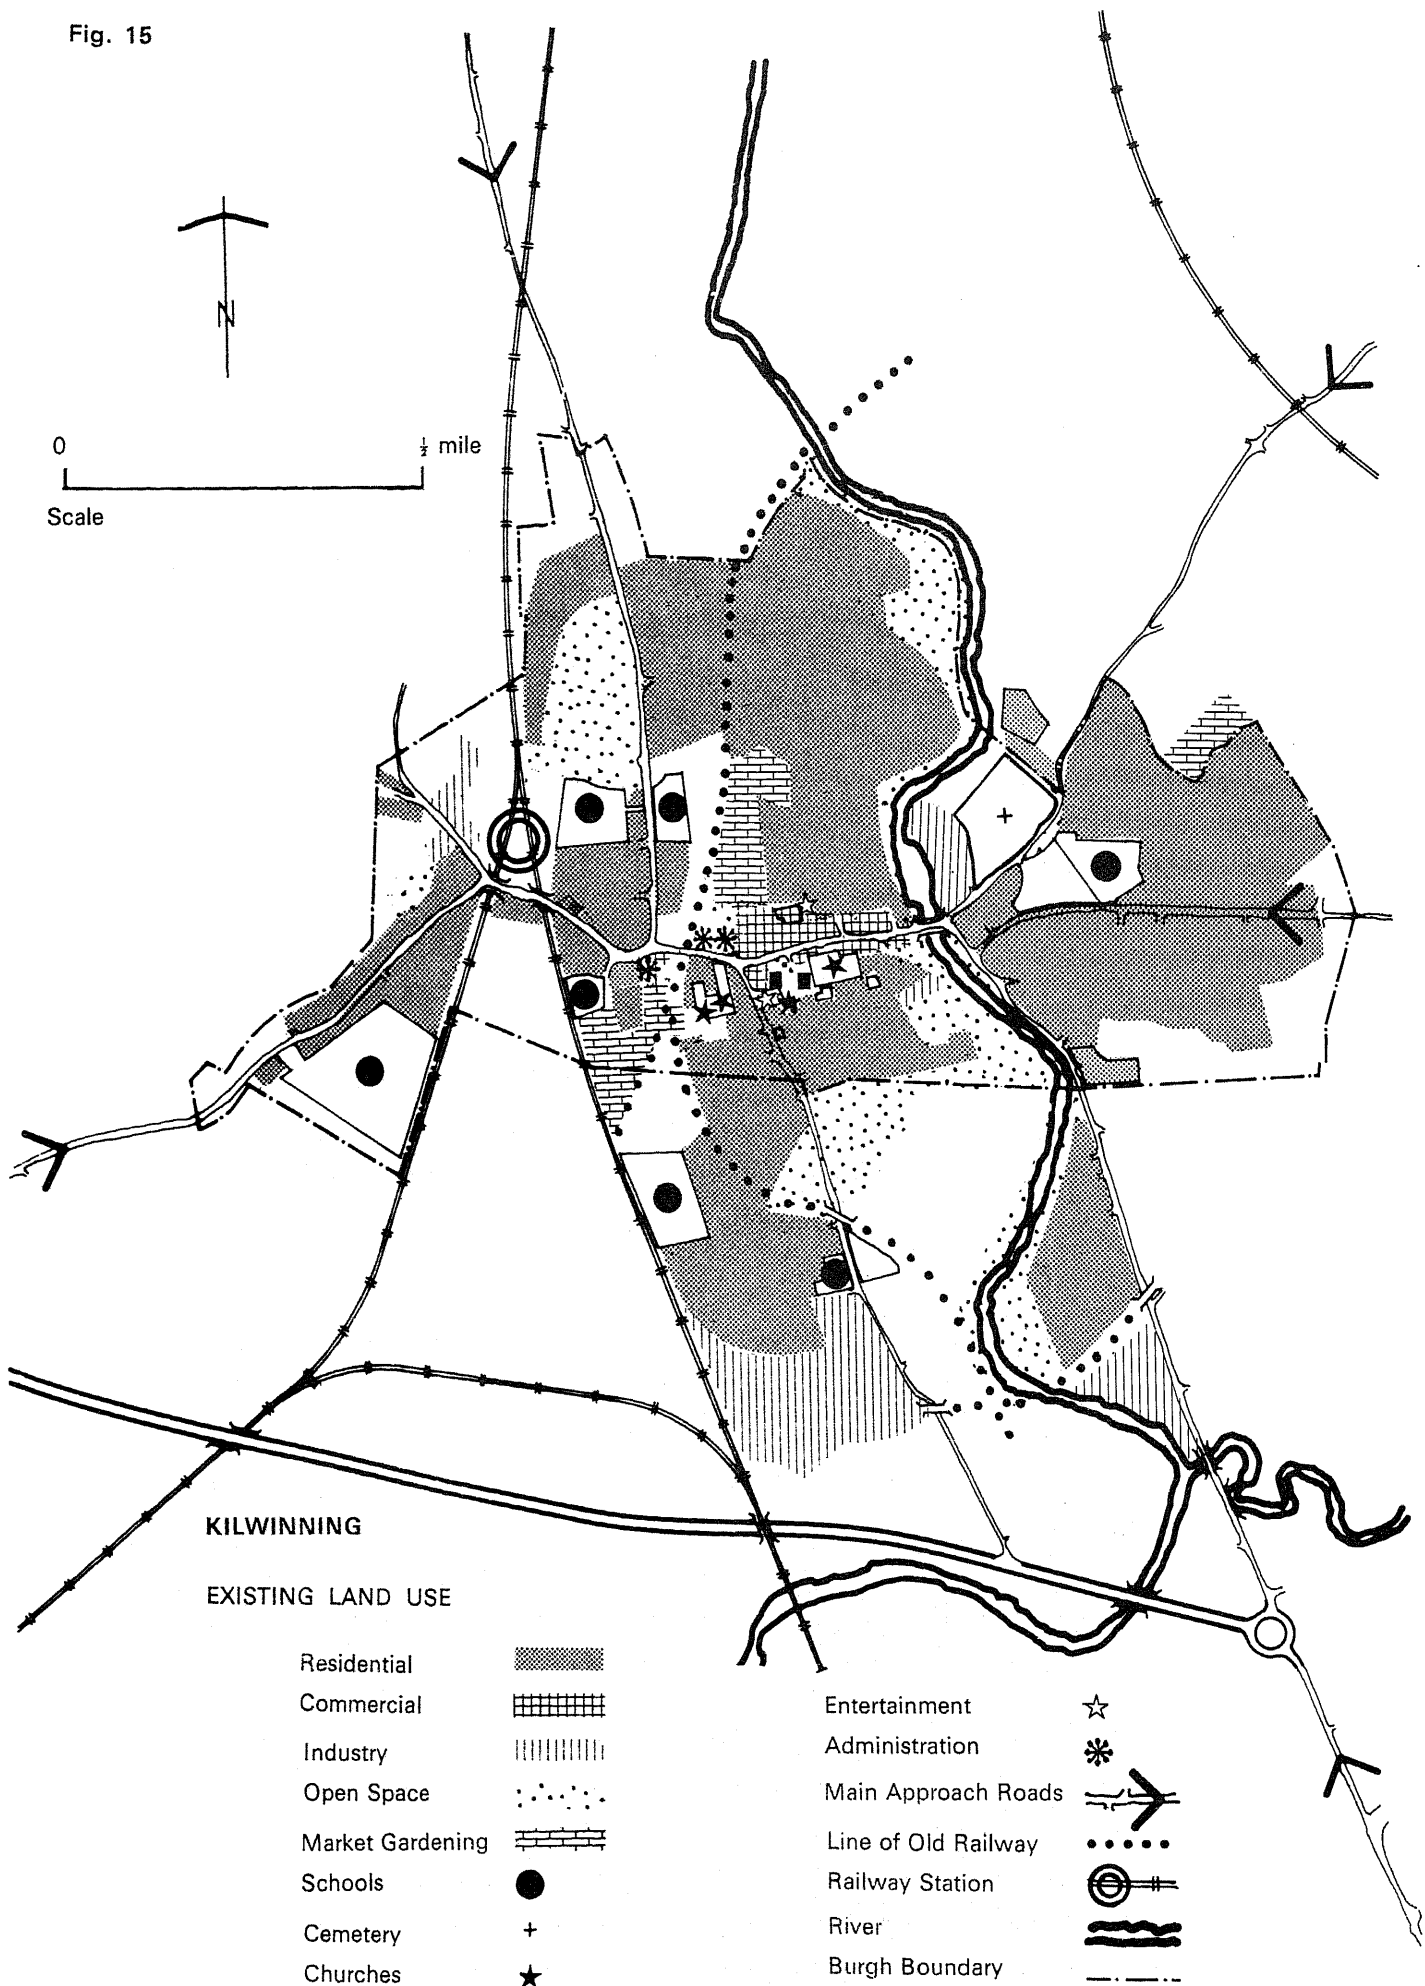 Fig. 15
N
0 ½ mile
Scale
KILWINNING
EXISTING LAND USE
Residential
Commercial
Industry
Open Space
Market Gardening
Schools
Cemetery
Churches
Entertainment
Administration
Main Approach Roads
Line of Old Railway
Railway Station
River
Burgh Boundary